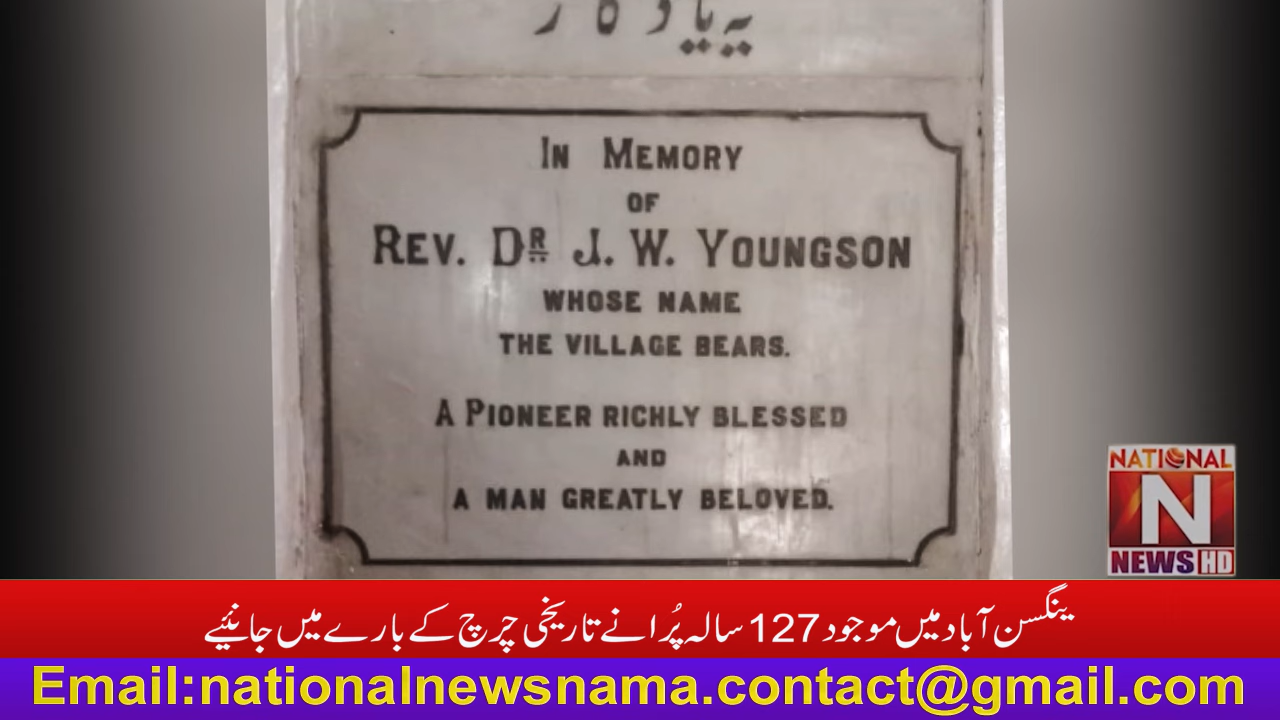 یہ یادگار
IN MEMORY
OF
REV. DR J. W. YOUNGSON
WHOSE NAME
THE VILLAGE BEARS.
A PIONEER RICHLY BLESSED
AND
A MAN GREATLY BELOVED.
NATIONAL
N
NEWS HD
ینگسن آباد میں موجود 127 سالہ پُرانے تاریخی چرچ کے بارے میں جانئیے
Email:nationalnewsnama.contact@gmail.com